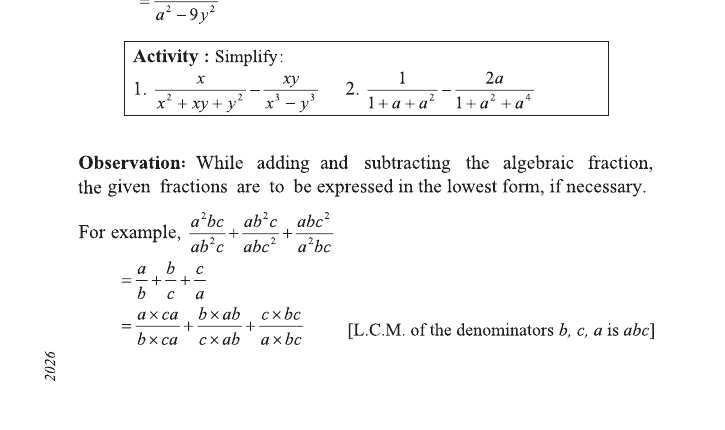 = a² − 9y²
Activity : Simplify:
1. x/(x² + xy + y²) − xy/(x³ − y³) 2. 1/(1 + a + a²) − 2a/(1 + a² + a⁴)
Observation: While adding and subtracting the algebraic fraction,
the given fractions are to be expressed in the lowest form, if necessary.
For example, a²bc/ab²c + ab²c/abc² + abc²/a²bc
= a/b + b/c + c/a
= (a × ca)/(b × ca) + (b × ab)/(c × ab) + (c × bc)/(a × bc) [L.C.M. of the denominators b, c, a is abc]
2026